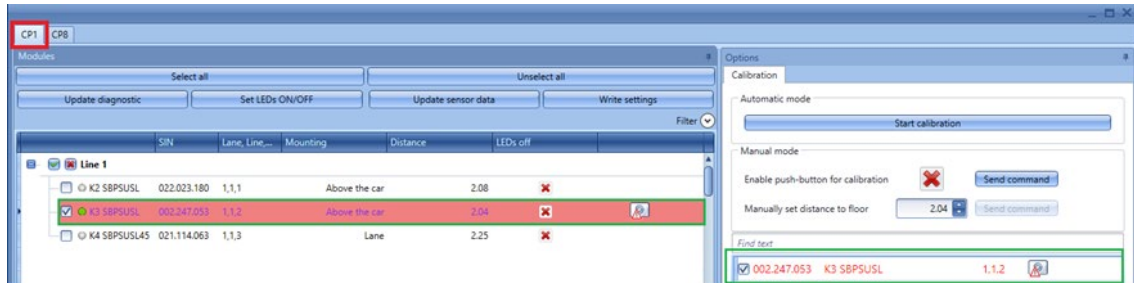 CP1 CPB
Modules
Select all Unselect all
Update diagnostic Set LEDs ON/OFF Update sensor data Write settings
Filter
SIN Lane, Line,... Mounting Distance LEDs off
Line 1
K2 SBPSUSL 022.023.180 1,1,1 Above the car 2.08
K3 SBPSUSL 002.247.053 1,1,2 Above the car 2.04
K4 SBPSUSL45 021.114.063 1,1,3 Lane 2.25
Options
Calibration
Automatic mode
Start calibration
Manual mode
Enable push-button for calibration Send command
Manually set distance to floor 2.04 Send command
Find text
002.247.053 K3 SBPSUSL 1,1,2